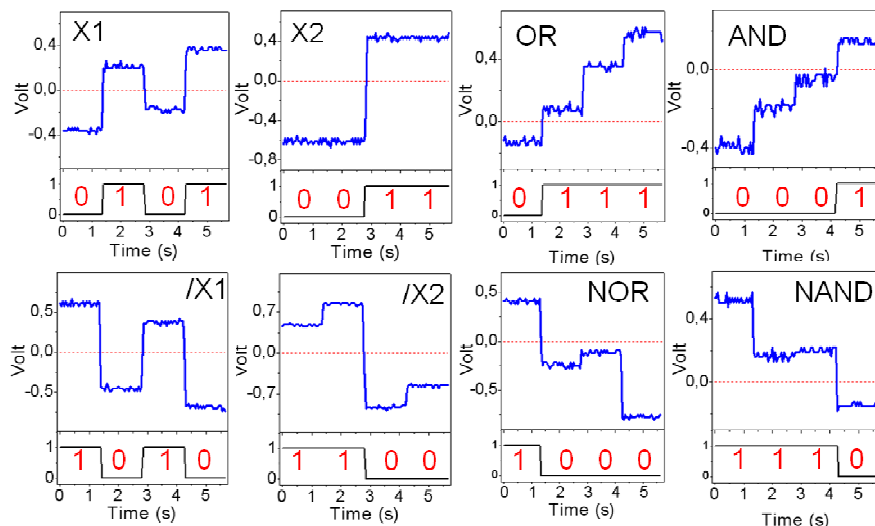 X1
Volt
0,4
0,0
-0,4
1
0
0 1 0 1
0 1 2 3 4 5
Time (s)
X2
0,4
0,0
-0,4
-0,8
1
0
0 0 1 1
0 1 2 3 4 5
Time (s)
OR
0,5
0,0
1
0
0 1 1 1
0 1 2 3 4 5
Time (s)
AND
Volt
0,0
-0,4
1
0
0 0 0 1
0 1 2 3 4 5
Time (s)
/X1
Volt
0,5
0,0
-0,5
1
0
1 0 1 0
0 1 2 3 4 5
Time (s)
/X2
Volt
0,7
0,0
-0,7
1
0
1 1 0 0
0 1 2 3 4 5
Time (s)
NOR
Volt
0,5
0,0
-0,5
1
0
1 0 0 0
0 1 2 3 4 5
Time (s)
NAND
Volt
0,4
0,0
1
0
1 1 1 0
0 1 2 3 4 5
Time (s)